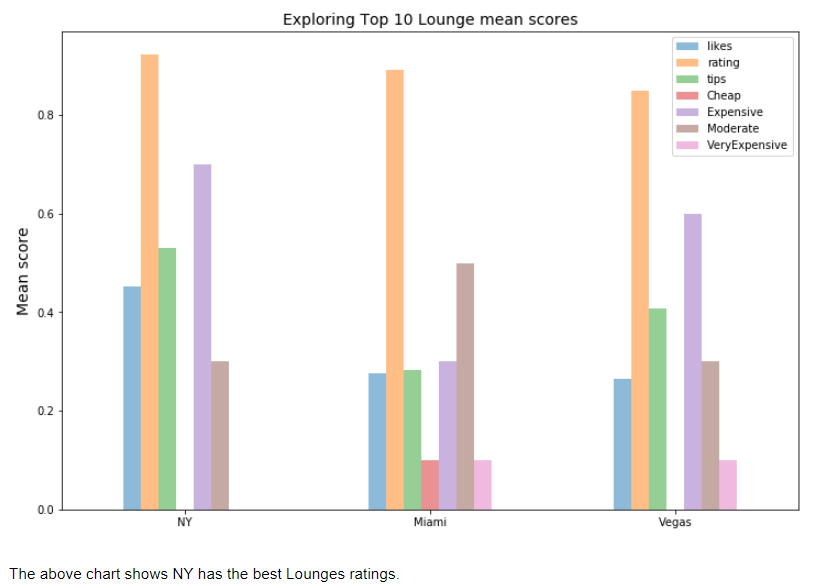 Exploring Top 10 Lounge mean scores
likes
rating
tips
Cheap
Expensive
Moderate
VeryExpensive
Mean score
0.8
0.6
0.4
0.2
0.0
NY Miami Vegas
The above chart shows NY has the best Lounges ratings.